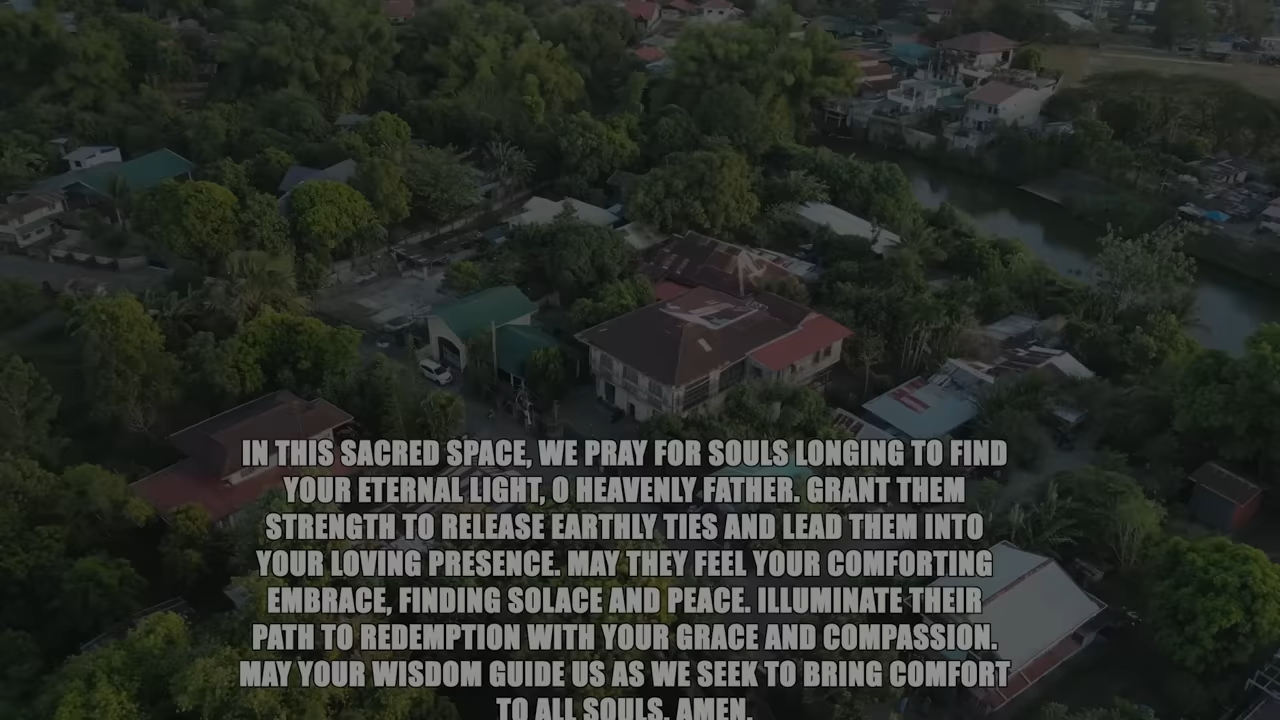 IN THIS SACRED SPACE, WE PRAY FOR SOULS LONGING TO FIND
YOUR ETERNAL LIGHT, O HEAVENLY FATHER. GRANT THEM
STRENGTH TO RELEASE EARTHLY TIES AND LEAD THEM INTO
YOUR LOVING PRESENCE. MAY THEY FEEL YOUR COMFORTING
EMBRACE, FINDING SOLACE AND PEACE. ILLUMINATE THEIR
PATH TO REDEMPTION WITH YOUR GRACE AND COMPASSION.
MAY YOUR WISDOM GUIDE US AS WE SEEK TO BRING COMFORT
TO ALL SOULS. AMEN.